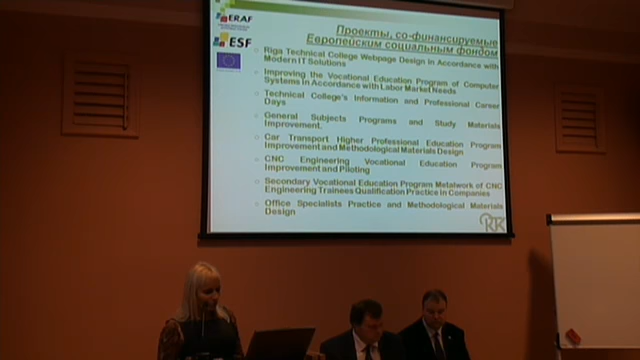 Проекты, со-финансируемые
Европейским социальным фондом
ERAF
ESF
Riga Technical College Webpage Design in Accordance with
Modern IT Solutions
Improving the Vocational Education Program of Computer
Systems in Accordance with Labor Market Needs
Technical College's Information and Professional Career
Days
General Subjects Programs and Study Materials
Improvement.
Car Transport Higher Professional Education Program
Improvement and Methodological Materials Design
CNC Engineering Vocational Education Program
Improvement and Piloting
Secondary Vocational Education Program Metalwork of CNC
Engineering Trainees Qualification Practice in Companies
Office Specialists Practice and Methodological Materials
Design